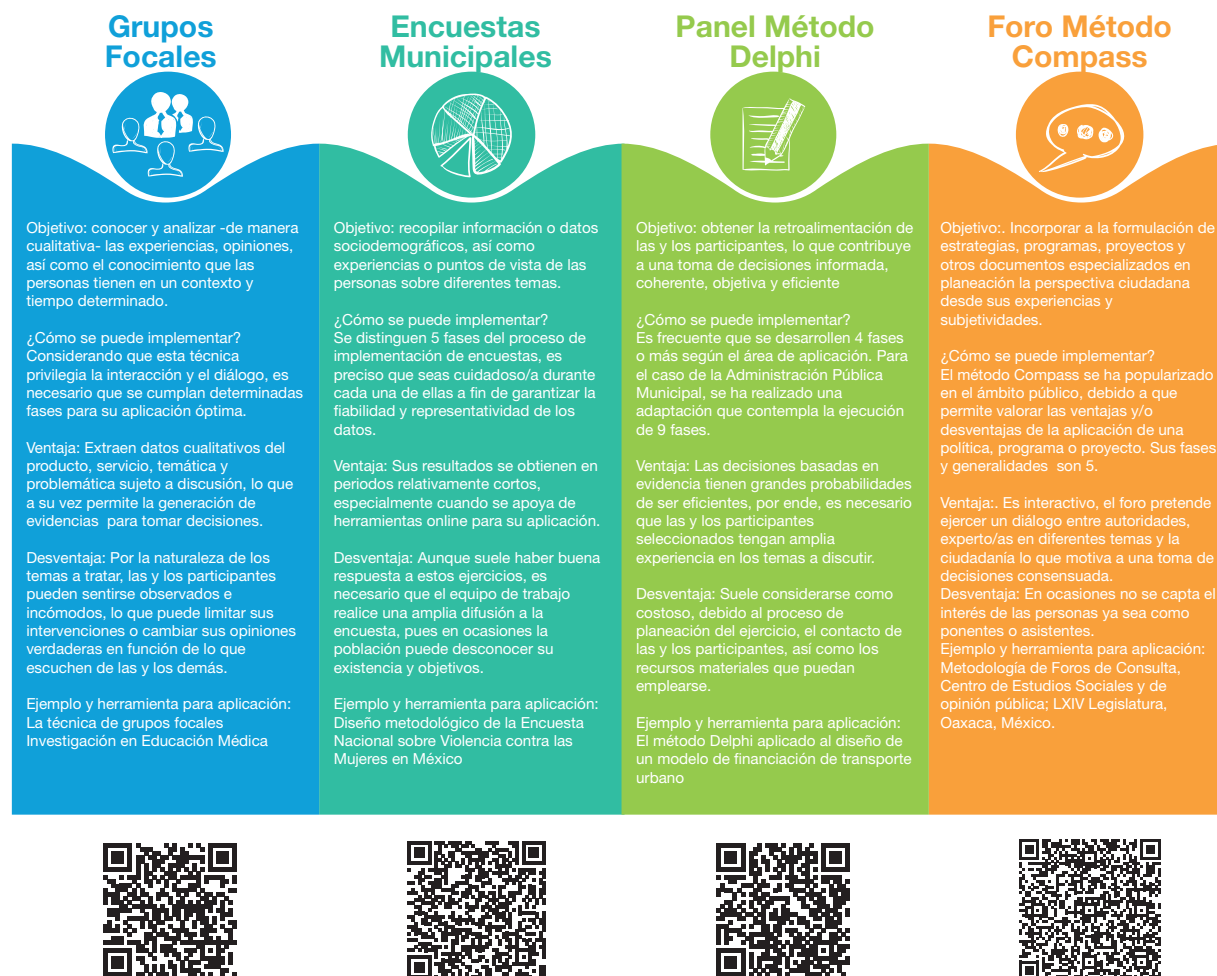 Grupos
Focales
Objetivo: conocer y analizar -de manera
cualitativa- las experiencias, opiniones,
así como el conocimiento que las
personas tienen en un contexto y
tiempo determinado.
¿Cómo se puede implementar?
Considerando que esta técnica
privilegia la interacción y el diálogo, es
necesario que se cumplan determinadas
fases para su aplicación óptima.
Ventaja: Extraen datos cualitativos del
producto, servicio, temática y
problemática sujeto a discusión, lo que
a su vez permite la generación de
evidencias para tomar decisiones.
Desventaja: Por la naturaleza de los
temas a tratar, las y los participantes
pueden sentirse observados e
incómodos, lo que puede limitar sus
intervenciones o cambiar sus opiniones
verdaderas en función de lo que
escuchen de las y los demás.
Ejemplo y herramienta para aplicación:
La técnica de grupos focales
Investigación en Educación Médica
Encuestas
Municipales
Objetivo: recopilar información o datos
sociodemográficos, así como
experiencias o puntos de vista de las
personas sobre diferentes temas.
¿Cómo se puede implementar?
Se distinguen 5 fases del proceso de
implementación de encuestas, es
preciso que seas cuidadoso/a durante
cada una de ellas a fin de garantizar la
fiabilidad y representatividad de los
datos.
Ventaja: Sus resultados se obtienen en
periodos relativamente cortos,
especialmente cuando se apoya de
herramientas online para su aplicación.
Desventaja: Aunque suele haber buena
respuesta a estos ejercicios, es
necesario que el equipo de trabajo
realice una amplia difusión a la
encuesta, pues en ocasiones la
población puede desconocer su
existencia y objetivos.
Ejemplo y herramienta para aplicación:
Diseño metodológico de la Encuesta
Nacional sobre Violencia contra las
Mujeres en México
Panel Método
Delphi
Objetivo: obtener la retroalimentación de
las y los participantes, lo que contribuye
a una toma de decisiones informada,
coherente, objetiva y eficiente
¿Cómo se puede implementar?
Es frecuente que se desarrollen 4 fases
o más según el área de aplicación. Para
el caso de la Administración Pública
Municipal, se ha realizado una
adaptación que contempla la ejecución
de 9 fases.
Ventaja: Las decisiones basadas en
evidencia tienen grandes probabilidades
de ser eficientes, por ende, es necesario
que las y los participantes
seleccionados tengan amplia
experiencia en los temas a discutir.
Desventaja: Suele considerarse como
costoso, debido al proceso de
planeación del ejercicio, el contacto de
las y los participantes, así como los
recursos materiales que puedan
emplearse.
Ejemplo y herramienta para aplicación:
El método Delphi aplicado al diseño de
un modelo de financiación de transporte
urbano
Foro Método
Compass
Objetivo:. Incorporar a la formulación de
estrategias, programas, proyectos y
otros documentos especializados en
planeación la perspectiva ciudadana
desde sus experiencias y
subjetividades.
¿Cómo se puede implementar?
El método Compass se ha popularizado
en el ámbito público, debido a que
permite valorar las ventajas y/o
desventajas de la aplicación de una
política, programa o proyecto. Sus fases
y generalidades son 5.
Ventaja:. Es interactivo, el foro pretende
ejercer un diálogo entre autoridades,
experto/as en diferentes temas y la
ciudadanía lo que motiva a una toma de
decisiones consensuada.
Desventaja: En ocasiones no se capta el
interés de las personas ya sea como
ponentes o asistentes.
Ejemplo y herramienta para aplicación:
Metodología de Foros de Consulta,
Centro de Estudios Sociales y de
opinión pública; LXIV Legislatura,
Oaxaca, México.